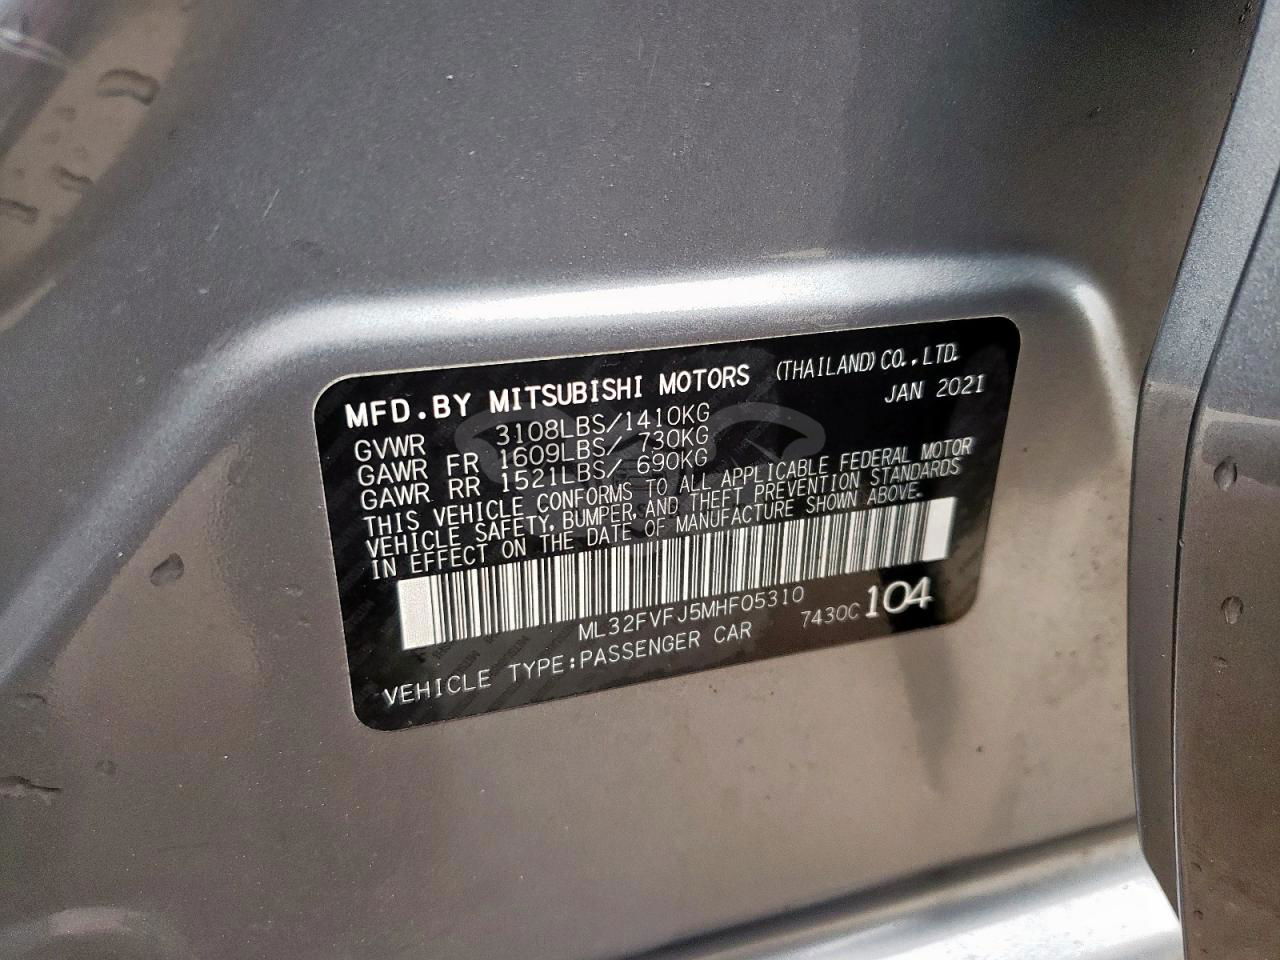 MFD.BY MITSUBISHI MOTORS (THAILAND)CO.,LTD.
JAN 2021
GVWR 3108LBS/1410KG
GAWR FR 1609LBS/ 730KG
GAWR RR 1521LBS/ 690KG
THIS VEHICLE CONFORMS TO ALL APPLICABLE FEDERAL MOTOR
VEHICLE SAFETY, BUMPER, AND THEFT PREVENTION STANDARDS
IN EFFECT ON THE DATE OF MANUFACTURE SHOWN ABOVE.
ML32FVFJ5MHF05310
7430C 104
VEHICLE TYPE:PASSENGER CAR